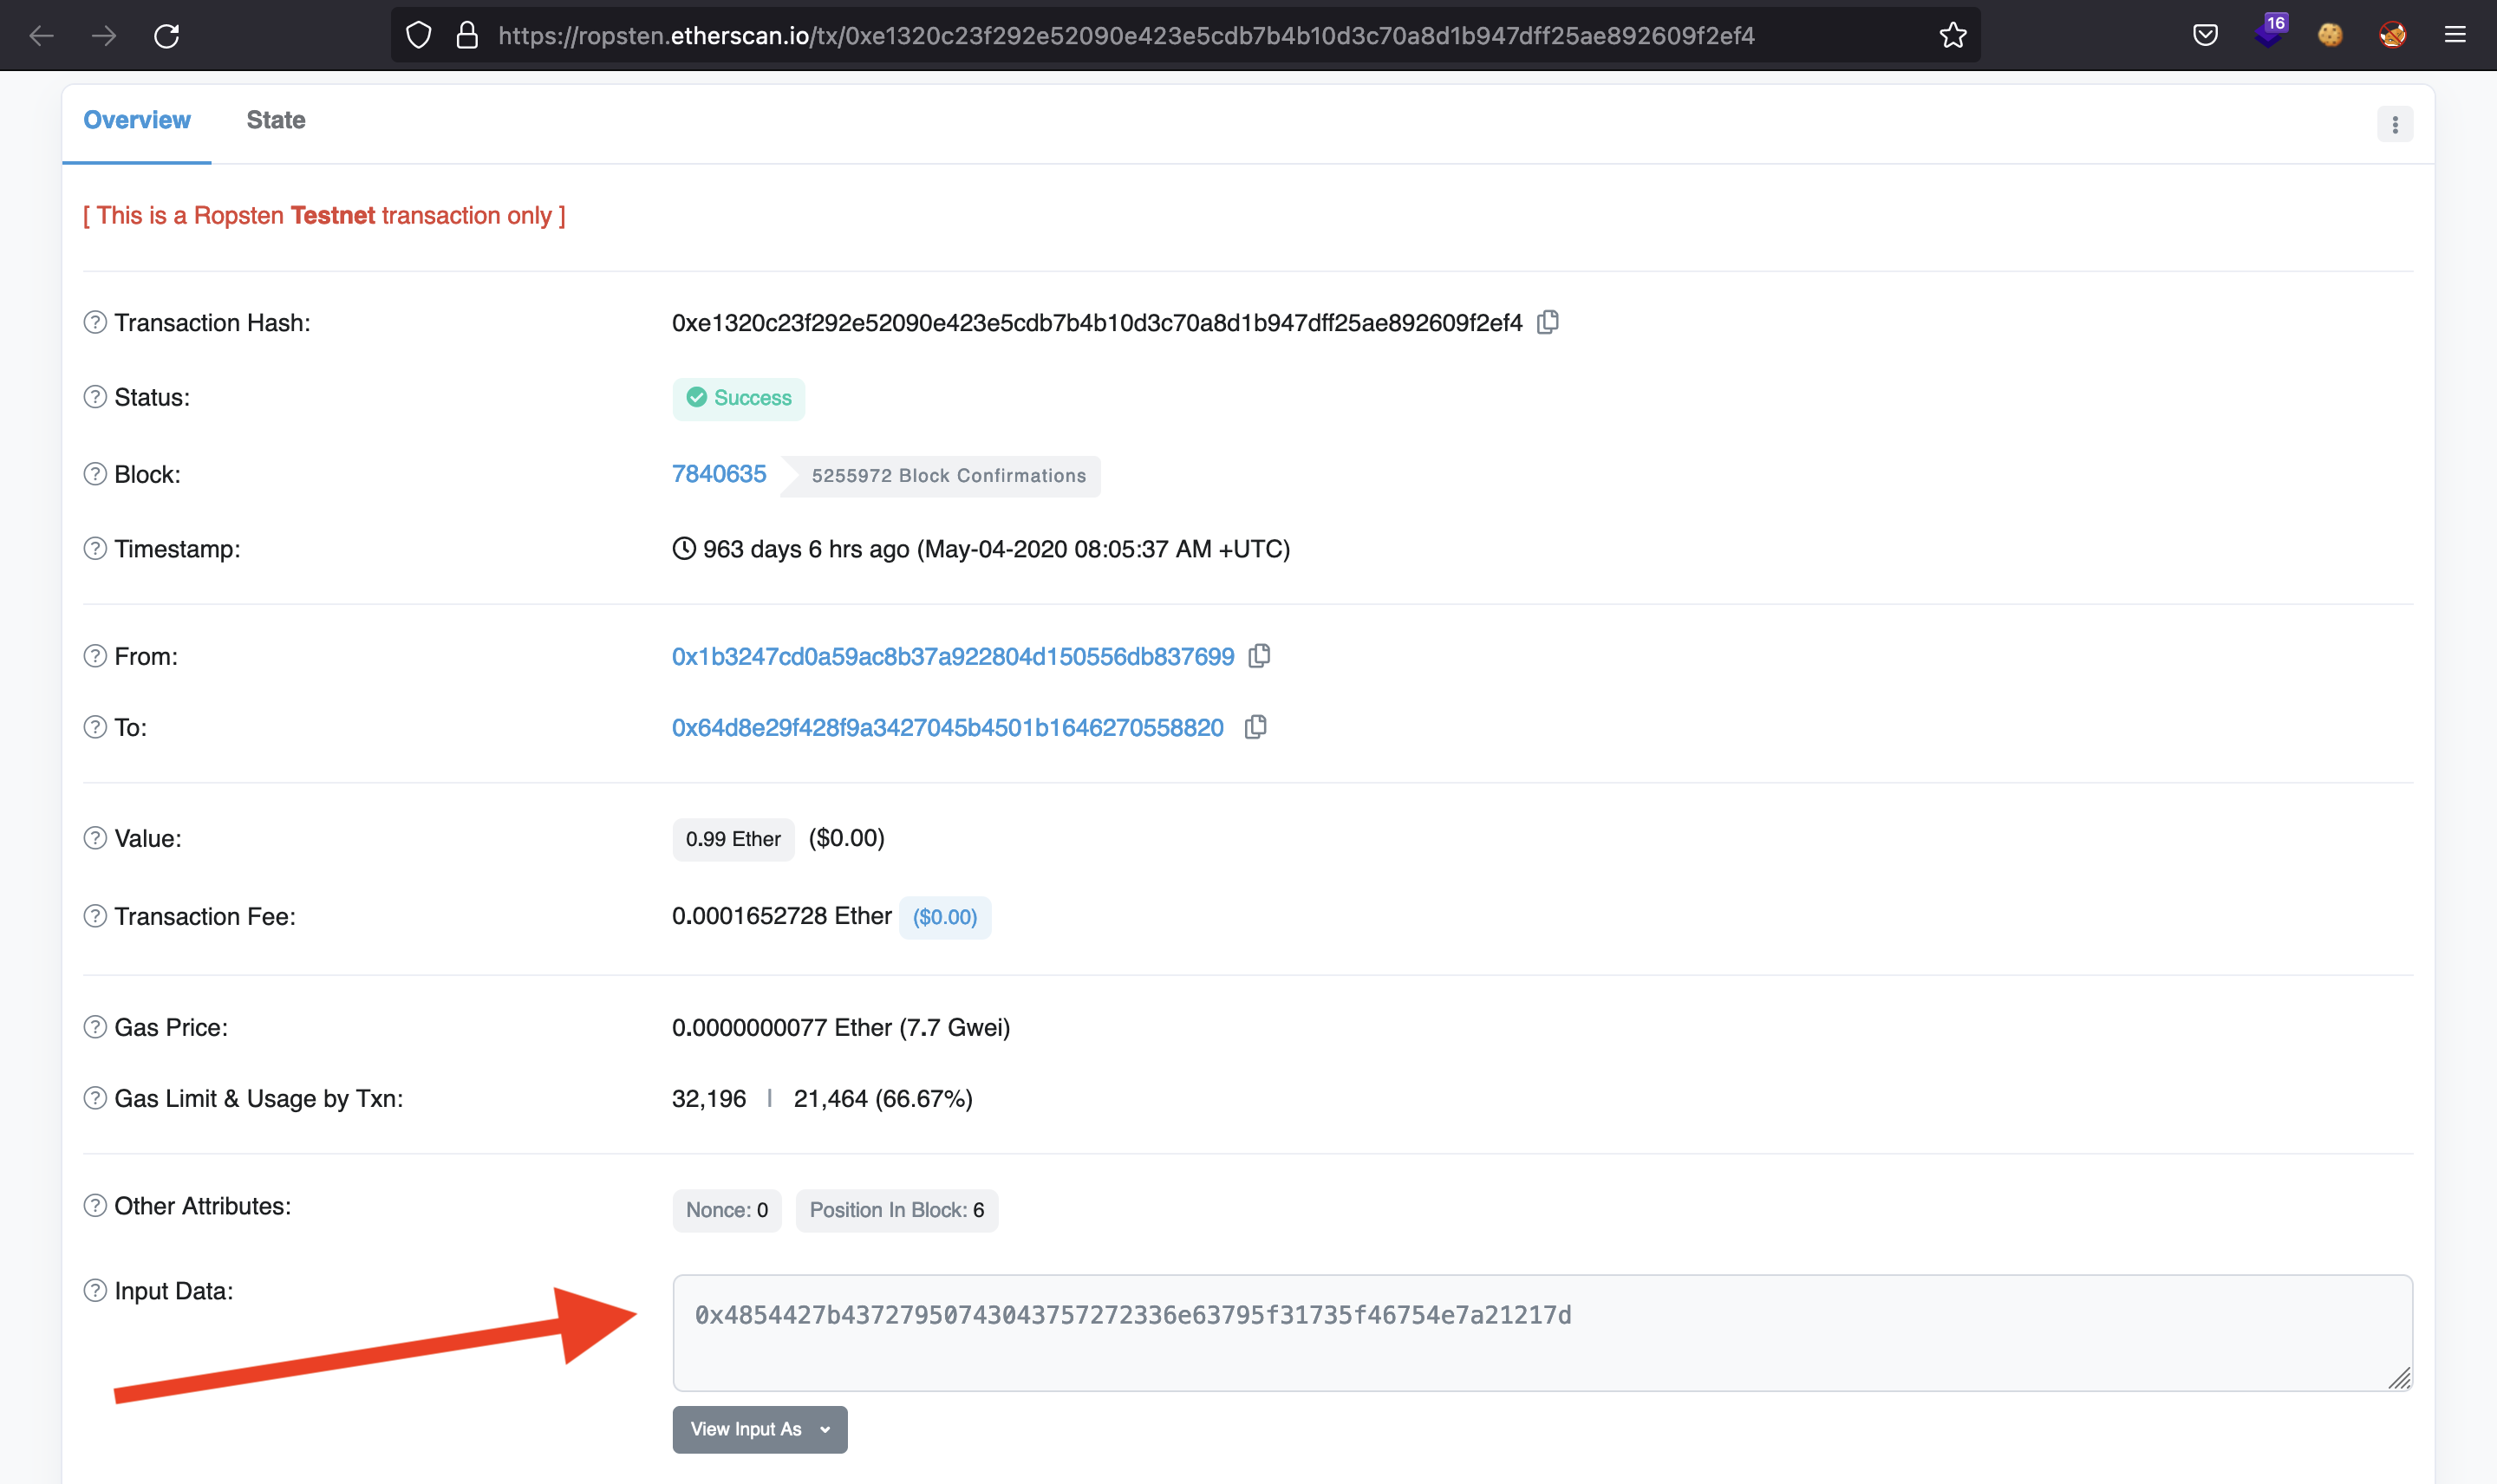 https://ropsten.etherscan.io/tx/0xe1320c23f292e52090e423e5cdb7b4b10d3c70a8d1b947dff25ae892609f2ef4
16
Overview State
[ This is a Ropsten Testnet transaction only ]
Transaction Hash: 0xe1320c23f292e52090e423e5cdb7b4b10d3c70a8d1b947dff25ae892609f2ef4
Status: Success
Block: 7840635 5255972 Block Confirmations
Timestamp: 963 days 6 hrs ago (May-04-2020 08:05:37 AM +UTC)
From: 0x1b3247cd0a59ac8b37a922804d150556db837699
To: 0x64d8e29f428f9a3427045b4501b1646270558820
Value: 0.99 Ether ($0.00)
Transaction Fee: 0.0001652728 Ether ($0.00)
Gas Price: 0.0000000077 Ether (7.7 Gwei)
Gas Limit & Usage by Txn: 32,196 | 21,464 (66.67%)
Other Attributes: Nonce: 0 Position In Block: 6
Input Data: 0x4854427b43727950743043757272336e63795f31735f46754e7a21217d
View Input As